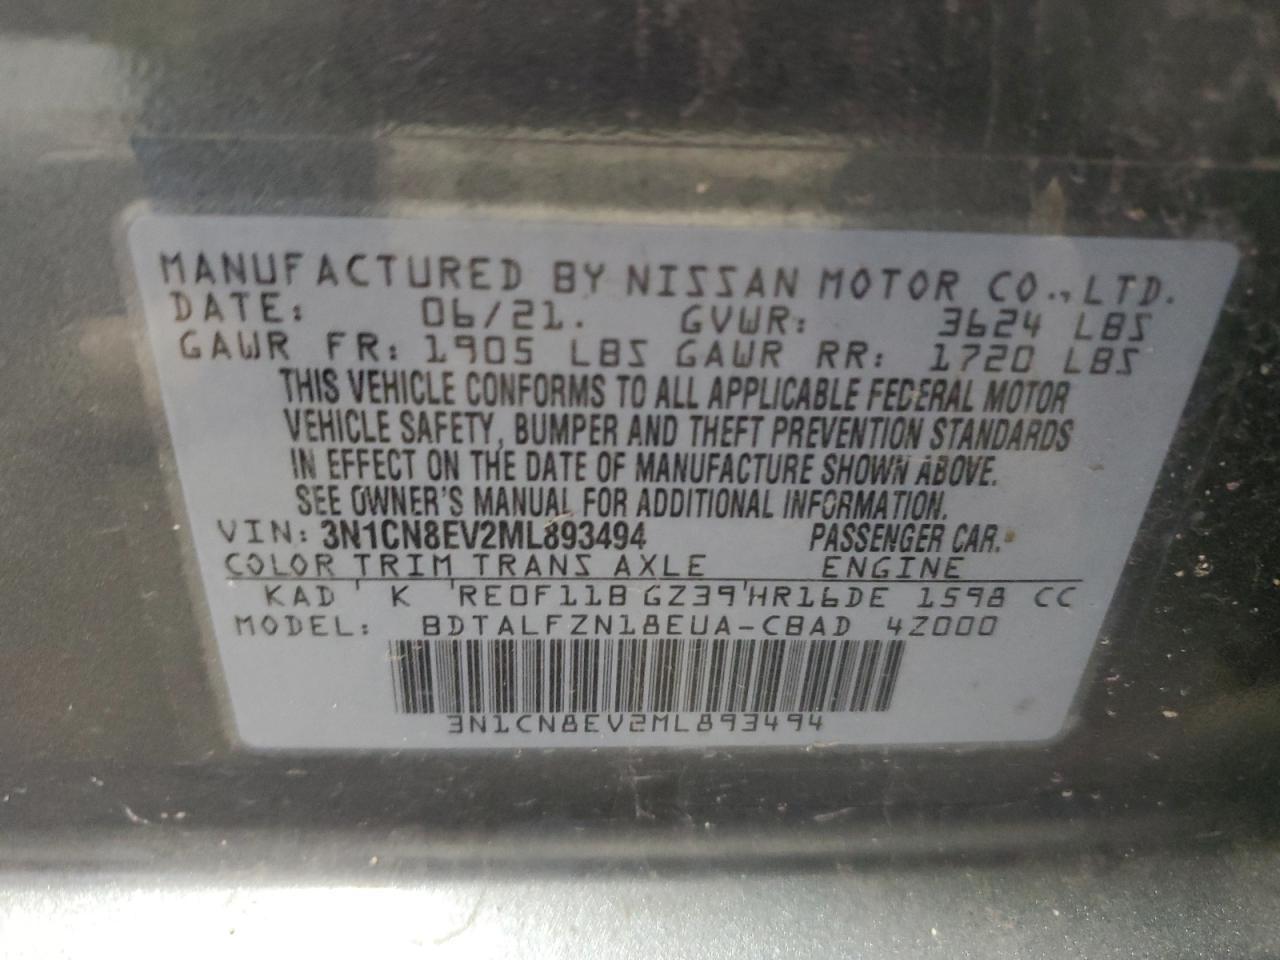 MANUFACTURED BY NISSAN MOTOR CO., LTD.
DATE: 06/21. GVWR: 3624 LBS
GAWR FR: 1905 LBS GAWR RR: 1720 LBS
THIS VEHICLE CONFORMS TO ALL APPLICABLE FEDERAL MOTOR
VEHICLE SAFETY, BUMPER AND THEFT PREVENTION STANDARDS
IN EFFECT ON THE DATE OF MANUFACTURE SHOWN ABOVE.
SEE OWNER'S MANUAL FOR ADDITIONAL INFORMATION.
VIN: 3N1CN8EV2ML893494 PASSENGER CAR.
COLOR TRIM TRANS AXLE ENGINE
KAD ' K ' RE0F11B GZ39 ' HR16DE 1598 CC
MODEL: BDTALFZN18EUA-CBAD 4Z000
3N1CN8EV2ML893494